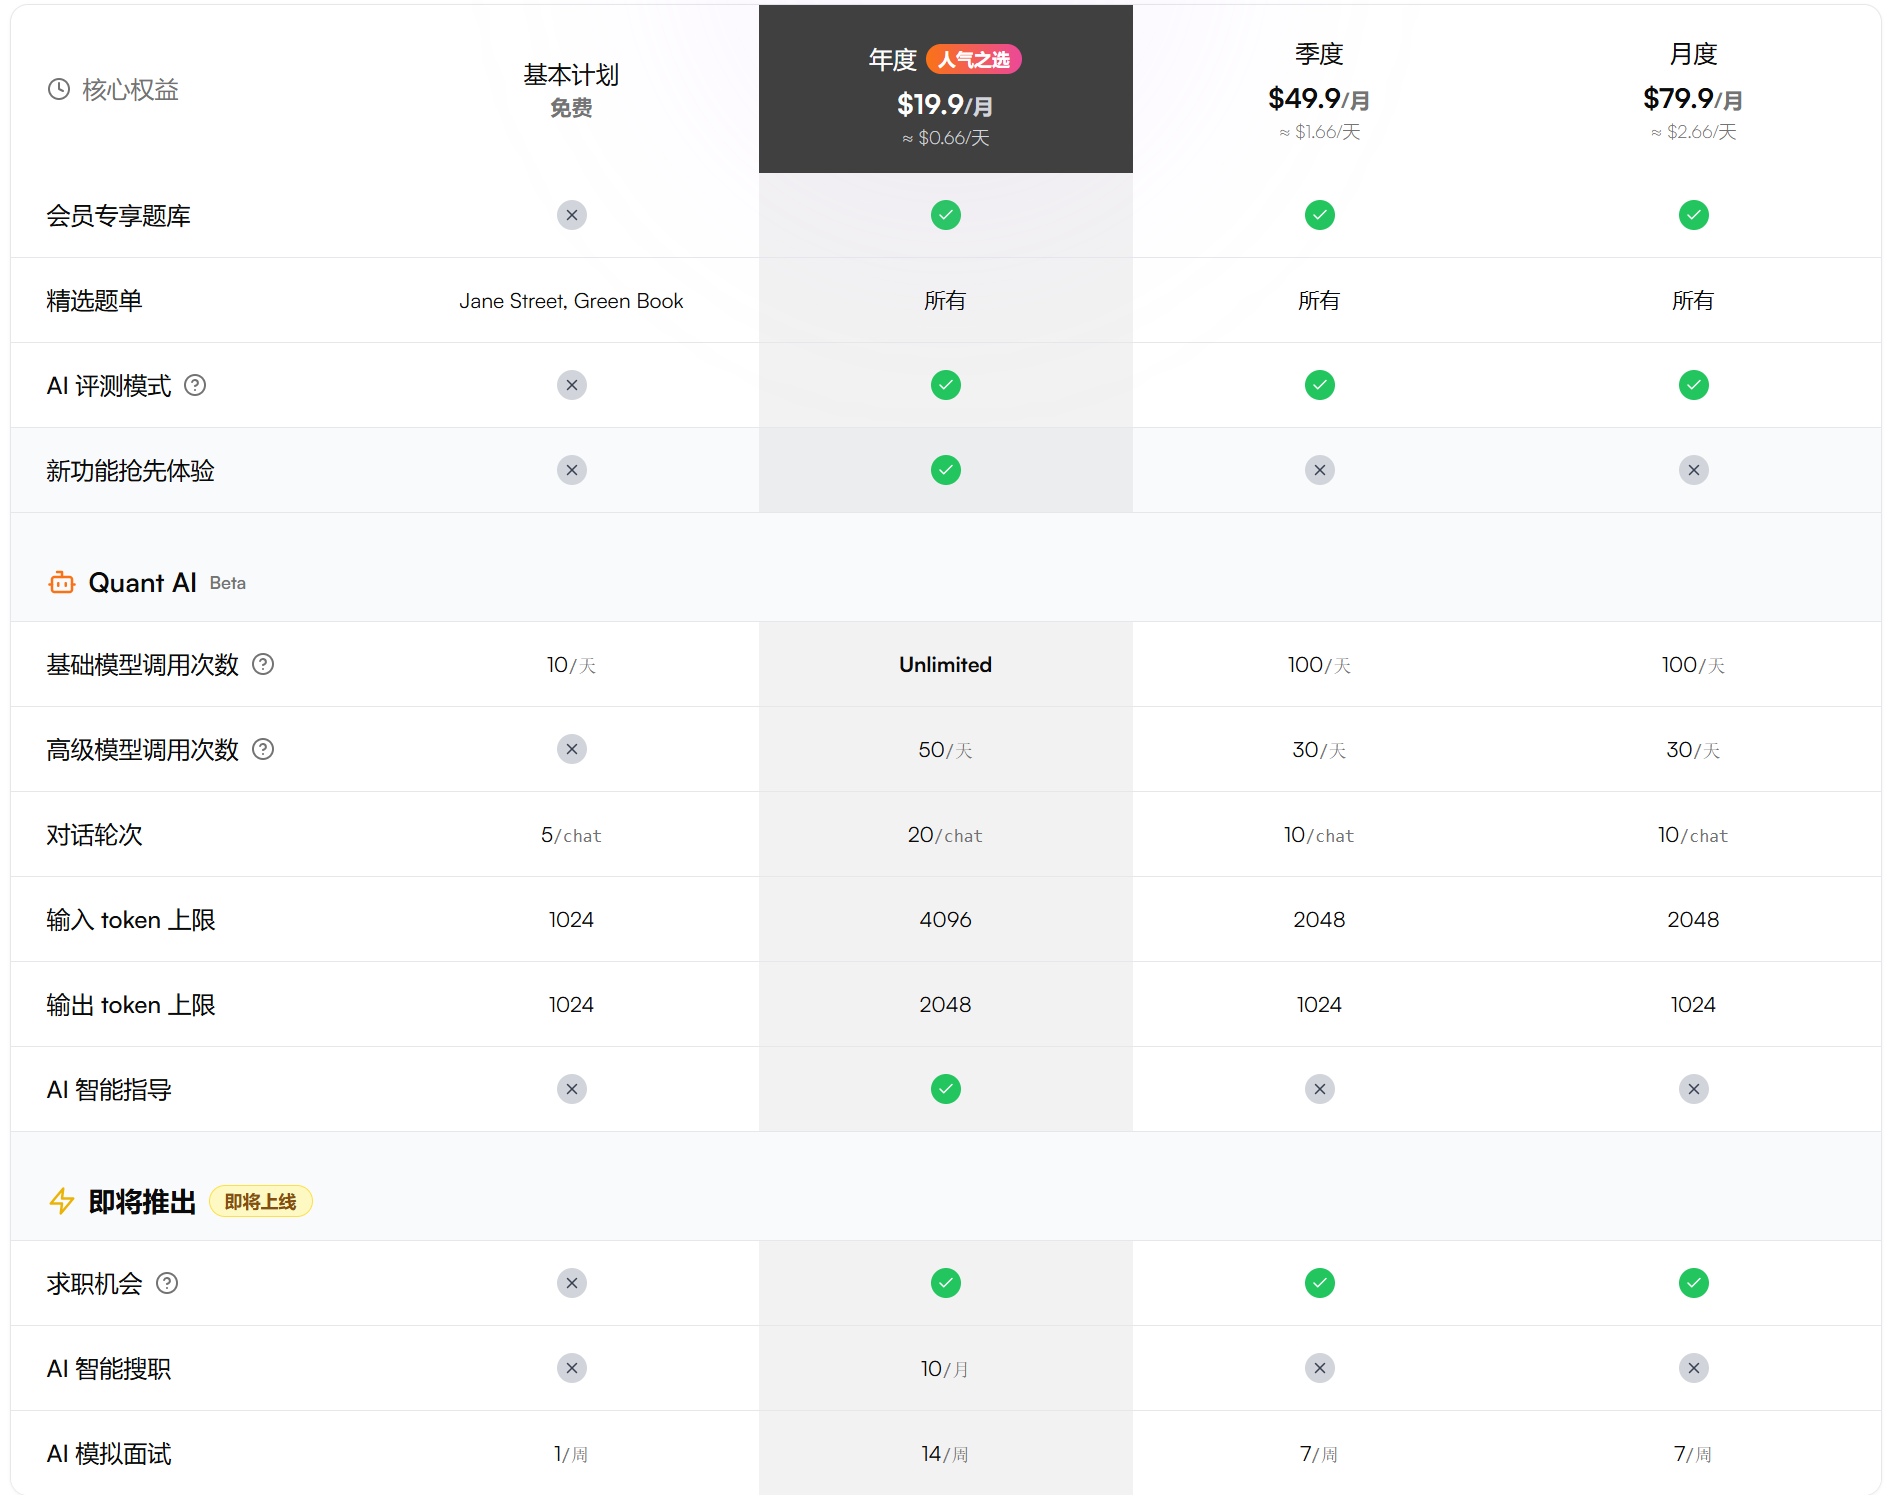 核心权益
基本计划
免费
年度 人气之选
$19.9/月
≈ $0.66/天
季度
$49.9/月
≈ $1.66/天
月度
$79.9/月
≈ $2.66/天
会员专享题库
精选题单 Jane Street, Green Book 所有 所有 所有
AI 评测模式
新功能抢先体验
Quant AI Beta
基础模型调用次数 10/天 Unlimited 100/天 100/天
高级模型调用次数 50/天 30/天 30/天
对话轮次 5/chat 20/chat 10/chat 10/chat
输入 token 上限 1024 4096 2048 2048
输出 token 上限 1024 2048 1024 1024
AI 智能指导
即将推出 即将上线
求职机会
AI 智能搜职 10/月
AI 模拟面试 1/周 14/周 7/周 7/周